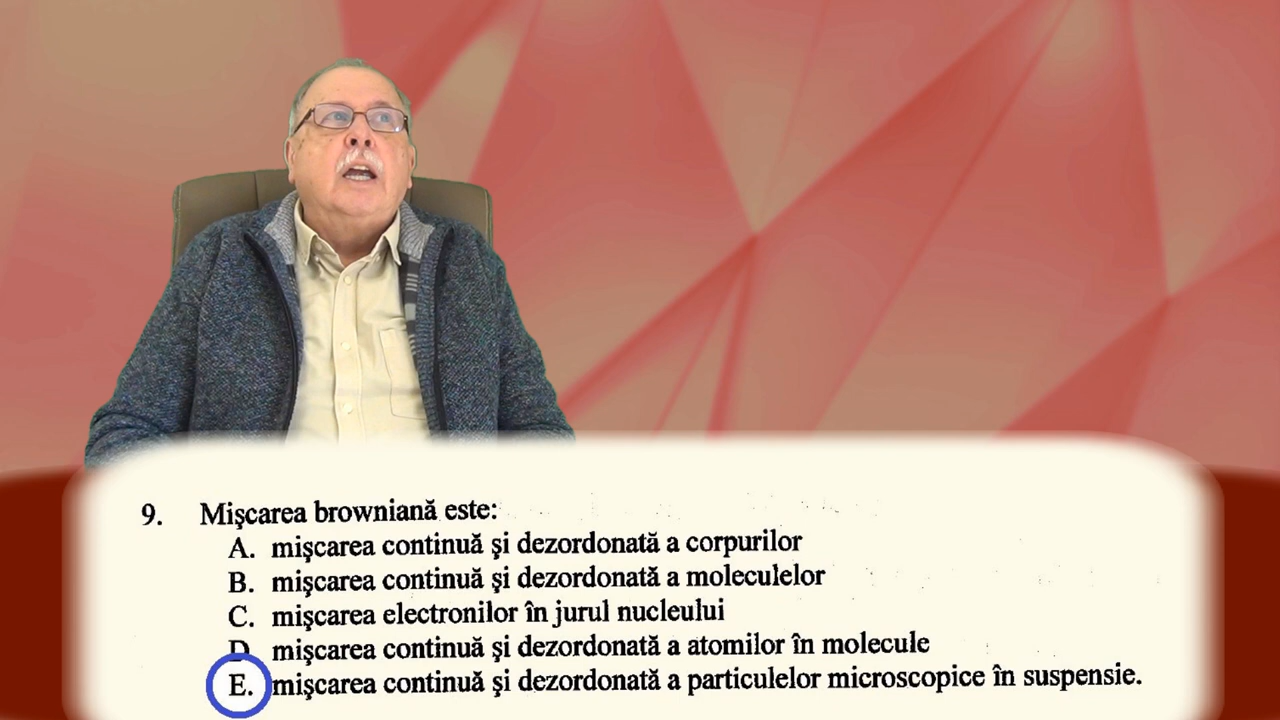 9. Mişcarea browniană este:
A. mişcarea continuă şi dezordonată a corpurilor
B. mişcarea continuă şi dezordonată a moleculelor
C. mişcarea electronilor în jurul nucleului
D. mişcarea continuă şi dezordonată a atomilor în molecule
E. mişcarea continuă şi dezordonată a particulelor microscopice în suspensie.